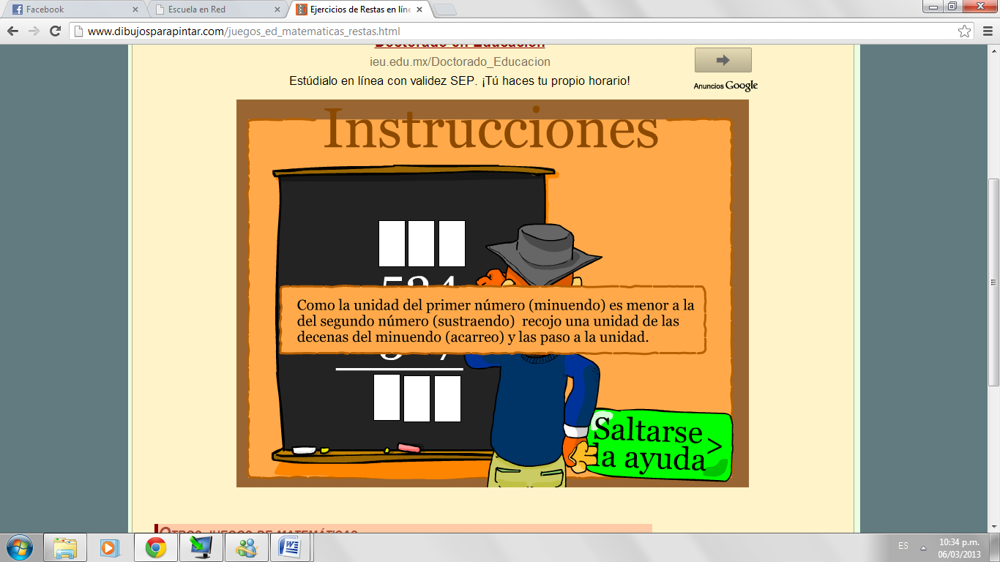 Facebook
Escuela en Red
Ejercicios de Restas en líne
www.dibujosparapintar.com/juegos_ed_matematicas_restas.html
Doctorado en Educación
ieu.edu.mx/Doctorado_Educacion
Estúdialo en línea con validez SEP. ¡Tú haces tu propio horario!
Anuncios Google
Instrucciones
Como la unidad del primer número (minuendo) es menor a la
del segundo número (sustraendo) recojo una unidad de las
decenas del minuendo (acarreo) y las paso a la unidad.
Saltarse
la ayuda >
OTROS JUEGOS DE MATEMÁTICAS
ES
10:34 p.m.
06/03/2013